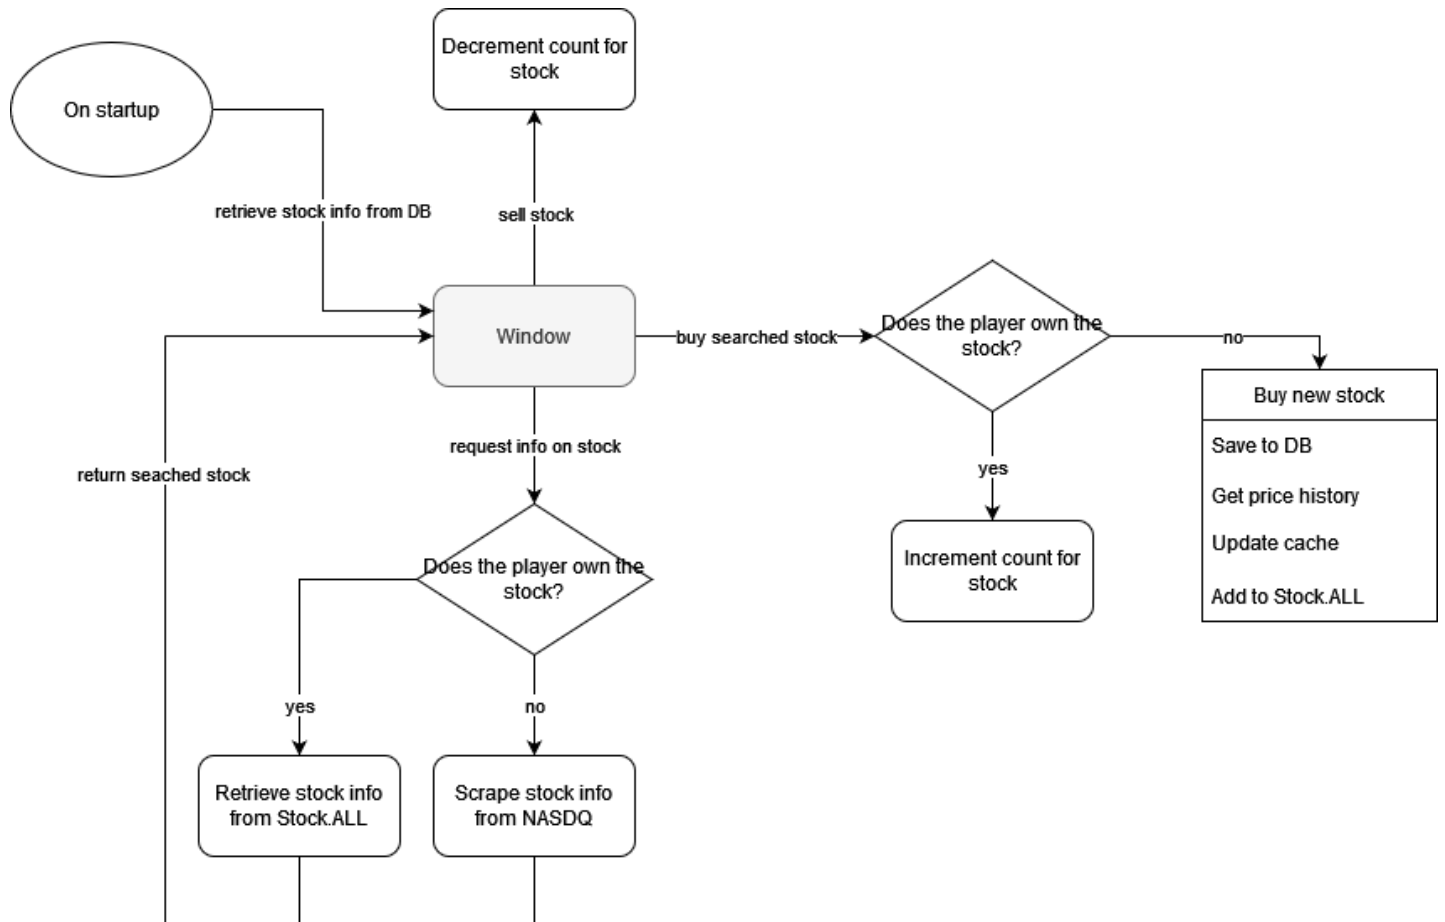 Decrement count for
stock
On startup
retrieve stock info from DB
sell stock
Window
buy searched stock
Does the player own the
stock?
no
Buy new stock
Save to DB
Get price history
Update cache
Add to Stock.ALL
request info on stock
return seached stock
yes
Increment count for
stock
Does the player own the
stock?
yes
no
Retrieve stock info
from Stock.ALL
Scrape stock info
from NASDQ